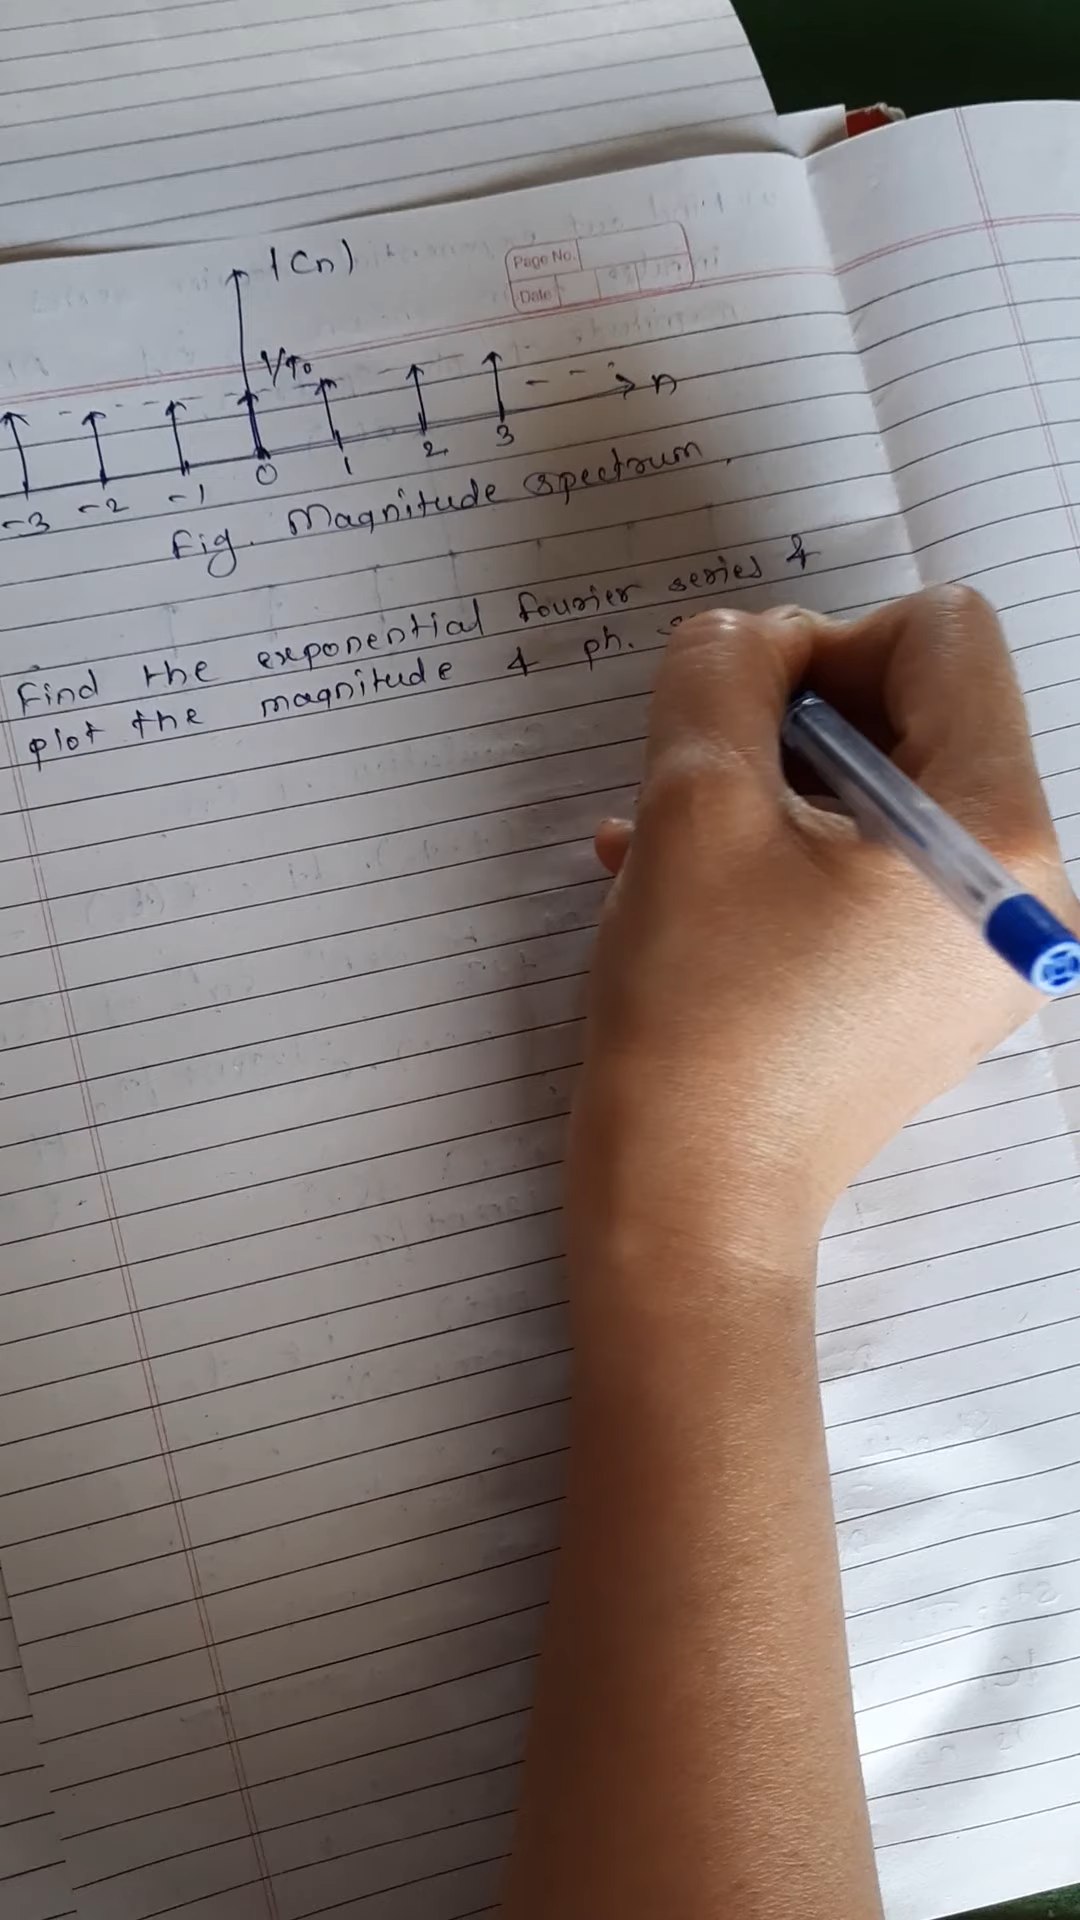 |Cn|
Page No.
Date
1/T0
n
-3 -2 -1 0 1 2 3
Fig. Magnitude spectrum.
Find the exponential fourier series &
plot the magnitude & ph.